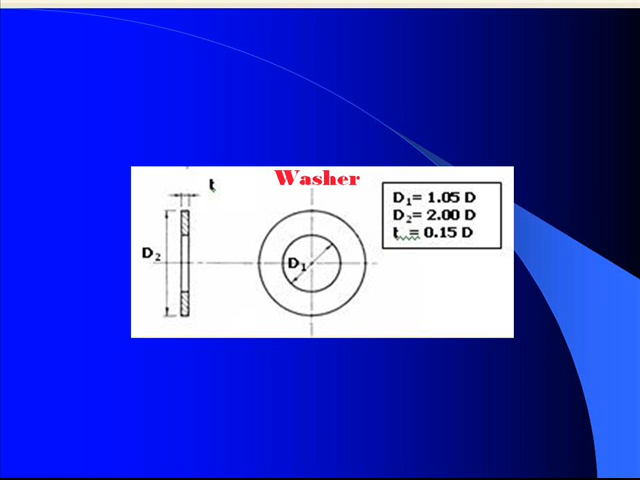 Washer
t
D₁= 1.05 D
D₂= 2.00 D
t = 0.15 D
D₂
D₁